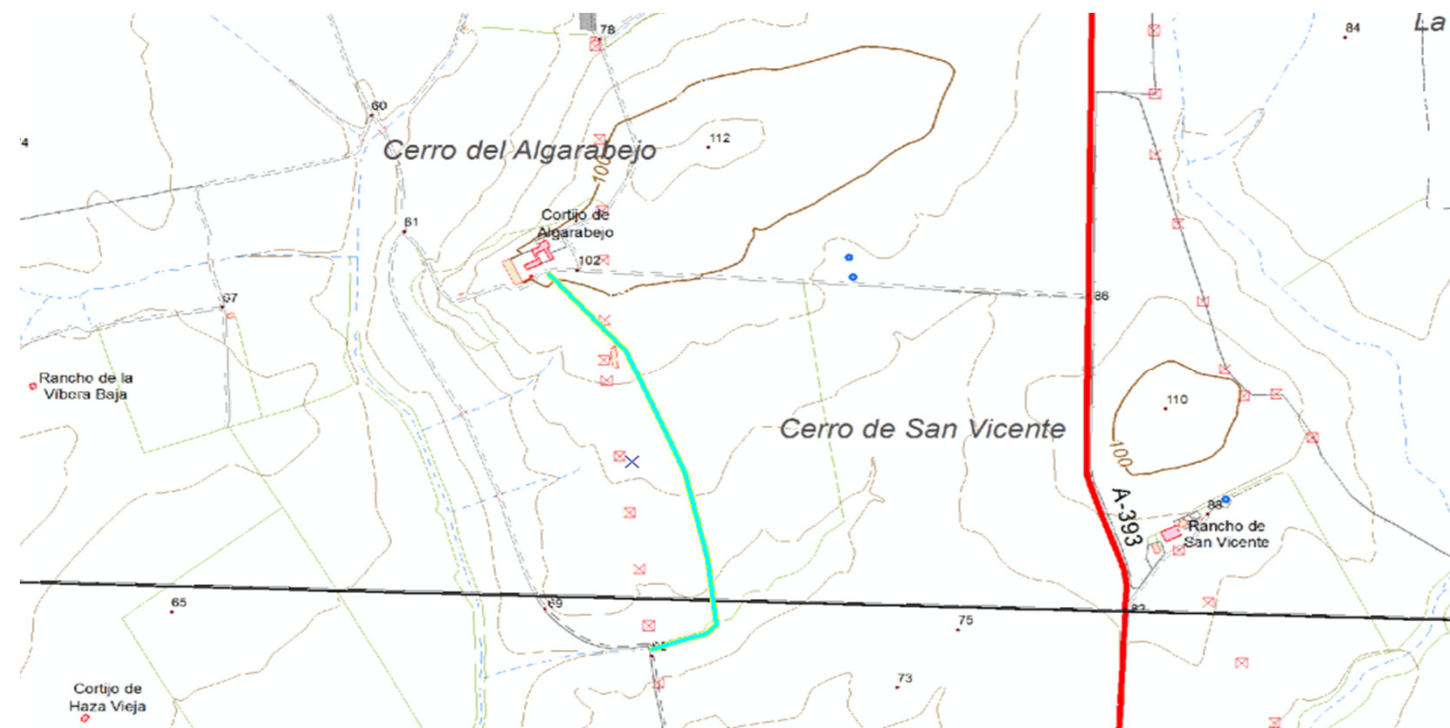 La
84
78
60
112
Cerro del Algarabejo
100
Cortijo de
Algarabejo
61
102
86
67
Rancho de la
Víbora Baja
110
Cerro de San Vicente
100
A-393
88
Rancho de
San Vicente
69
65
75
73
Cortijo de
Haza Vieja